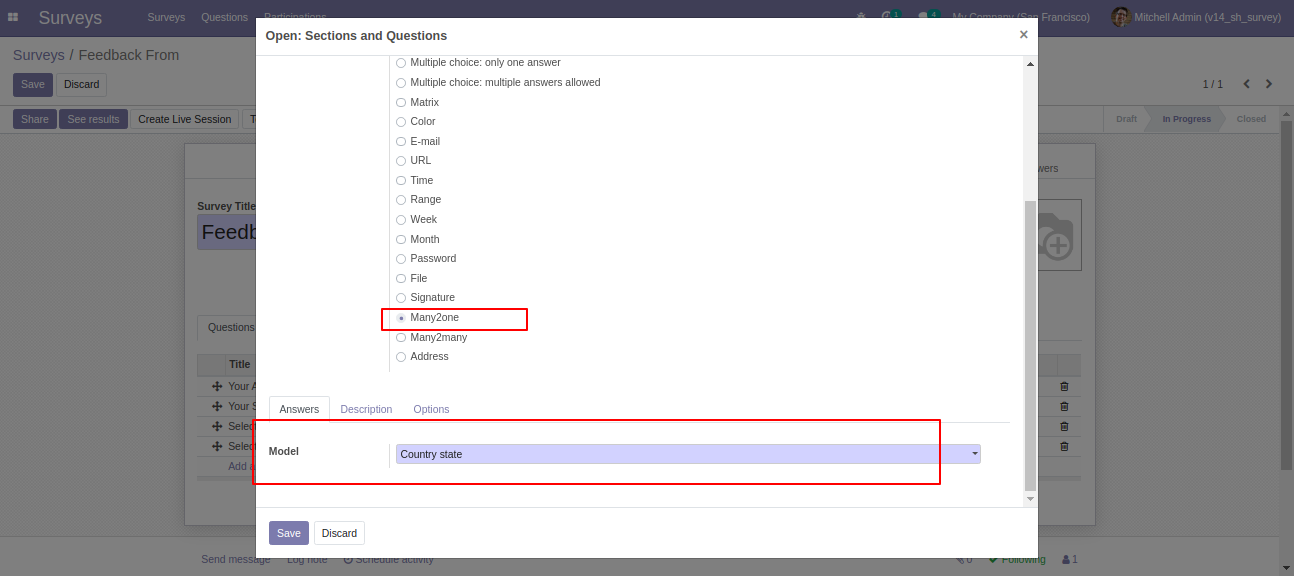 Surveys Surveys Questions Participations 1 4 My Company (San Francisco) Mitchell Admin (v14_sh_survey)
Open: Sections and Questions ×
Surveys / Feedback From
Save Discard 1 / 1
Share See results Create Live Session Draft In Progress Closed
Multiple choice: only one answer
Multiple choice: multiple answers allowed
Matrix
Color
E-mail
URL
Time
Range
Week
Month
Password
File
Signature
Many2one
Many2many
Address
Survey Title
Feedb
Questions
Title
Your A
Your S
Select
Select
Add a
wers
Answers Description Options
Model Country state
Save Discard
Send message Log note Schedule activity 0 Following 1